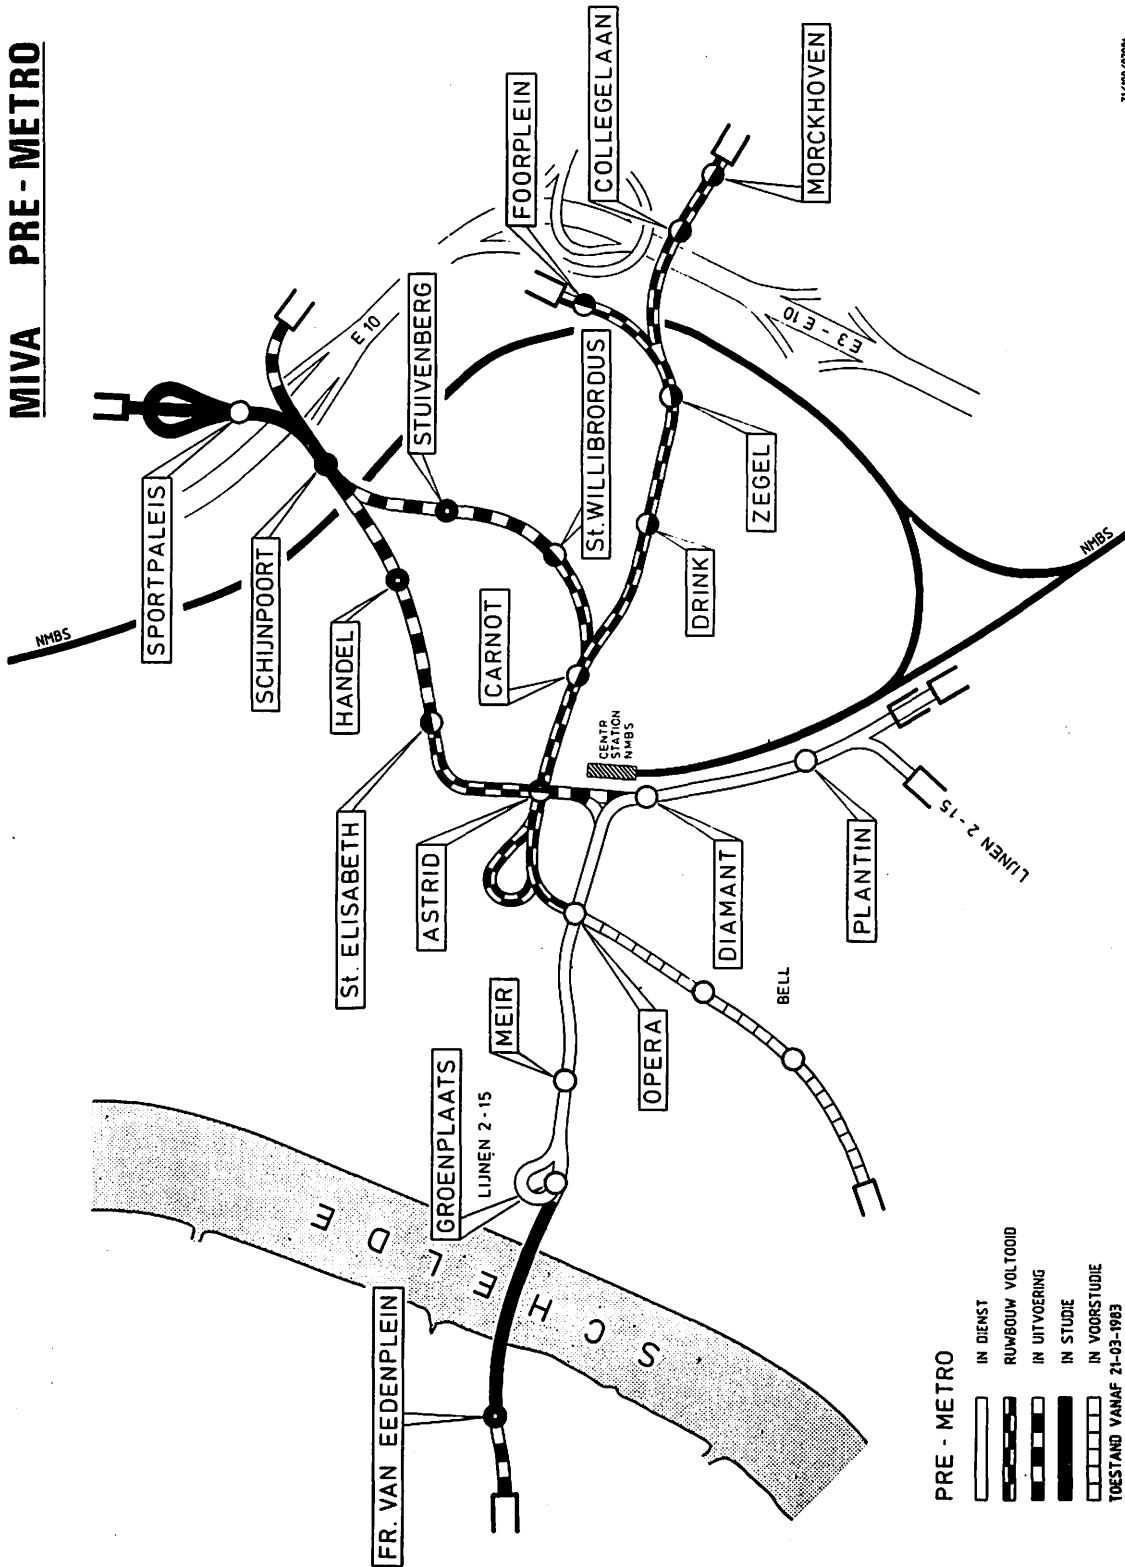 MIVA PRE-METRO
SPORTPALEIS
SCHIJNPOORT
HANDEL
STUIVENBERG
FOORPLEIN
COLLEGELAAN
MORCKHOVEN
St. ELISABETH
ASTRID
CARNOT
St. WILLIBRORDUS
DRINK
ZEGEL
FR. VAN EEDENPLEIN
GROENPLAATS
LIJNEN 2-15
MEIR
OPERA
DIAMANT
PLANTIN
CENTR
STATION
NMBS
NMBS
NMBS
E 10
E3 - E10
LIJNEN 2-15
BELL
SCHELDE
PRE-METRO
IN DIENST
RUWBOUW VOLTOOID
IN UITVOERING
IN STUDIE
IN VOORSTUDIE
TOESTAND VANAF 21-03-1983